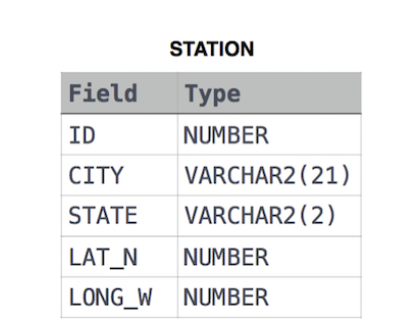 STATION
Field Type
ID NUMBER
CITY VARCHAR2(21)
STATE VARCHAR2(2)
LAT_N NUMBER
LONG_W NUMBER